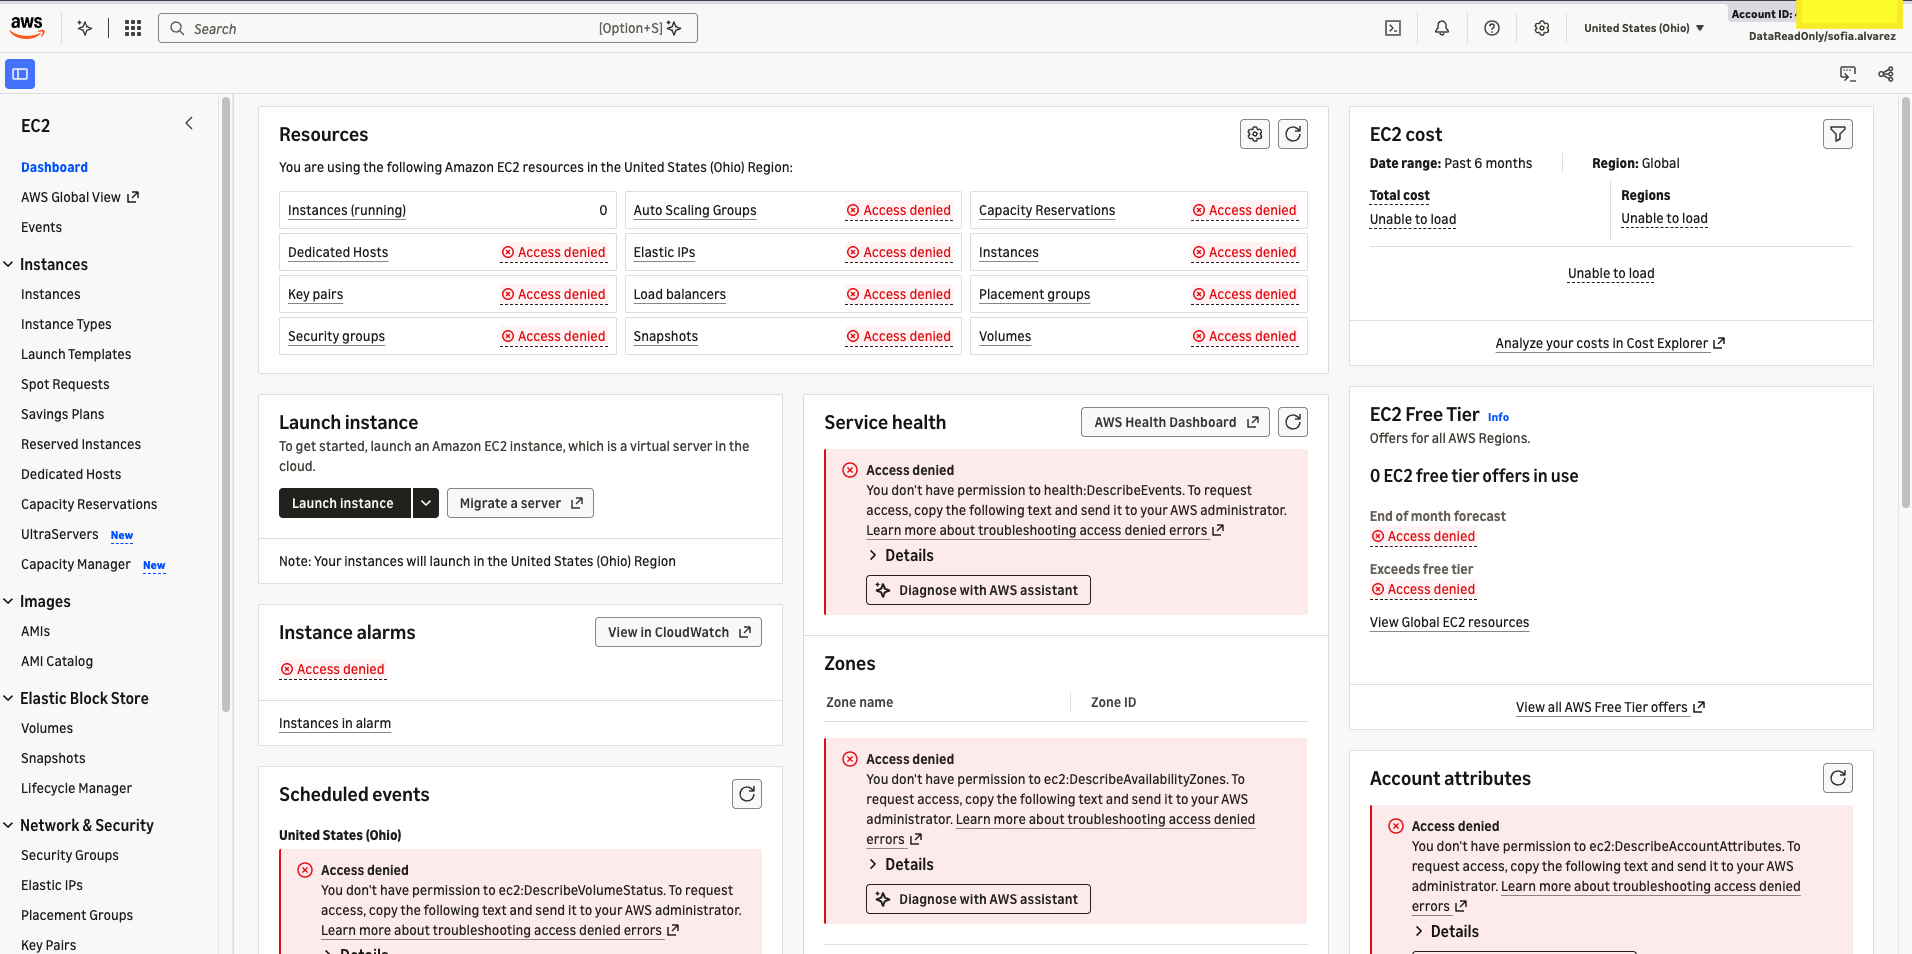 aws
Search
[Option+S]
United States (Ohio)
Account ID:
DataReadOnly/sofia.alvarez
EC2
Dashboard
AWS Global View
Events
Instances
Instances
Instance Types
Launch Templates
Spot Requests
Savings Plans
Reserved Instances
Dedicated Hosts
Capacity Reservations
UltraServers New
Capacity Manager New
Images
AMIs
AMI Catalog
Elastic Block Store
Volumes
Snapshots
Lifecycle Manager
Network & Security
Security Groups
Elastic IPs
Placement Groups
Key Pairs
Resources
You are using the following Amazon EC2 resources in the United States (Ohio) Region:
Instances (running) 0 Auto Scaling Groups Access denied Capacity Reservations Access denied
Dedicated Hosts Access denied Elastic IPs Access denied Instances Access denied
Key pairs Access denied Load balancers Access denied Placement groups Access denied
Security groups Access denied Snapshots Access denied Volumes Access denied
Launch instance
To get started, launch an Amazon EC2 instance, which is a virtual server in the
cloud.
Launch instance Migrate a server
Note: Your instances will launch in the United States (Ohio) Region
Instance alarms View in CloudWatch
Access denied
Instances in alarm
Scheduled events
United States (Ohio)
Access denied
You don't have permission to ec2:DescribeVolumeStatus. To request
access, copy the following text and send it to your AWS administrator.
Learn more about troubleshooting access denied errors
Details
Service health AWS Health Dashboard
Access denied
You don't have permission to health:DescribeEvents. To request
access, copy the following text and send it to your AWS administrator.
Learn more about troubleshooting access denied errors
Details
Diagnose with AWS assistant
Zones
Zone name Zone ID
Access denied
You don't have permission to ec2:DescribeAvailabilityZones. To
request access, copy the following text and send it to your AWS
administrator. Learn more about troubleshooting access denied
errors
Details
Diagnose with AWS assistant
EC2 cost
Date range: Past 6 months Region: Global
Total cost Regions
Unable to load Unable to load
Unable to load
Analyze your costs in Cost Explorer
EC2 Free Tier Info
Offers for all AWS Regions.
0 EC2 free tier offers in use
End of month forecast
Access denied
Exceeds free tier
Access denied
View Global EC2 resources
View all AWS Free Tier offers
Account attributes
Access denied
You don't have permission to ec2:DescribeAccountAttributes. To
request access, copy the following text and send it to your AWS
administrator. Learn more about troubleshooting access denied
errors
Details